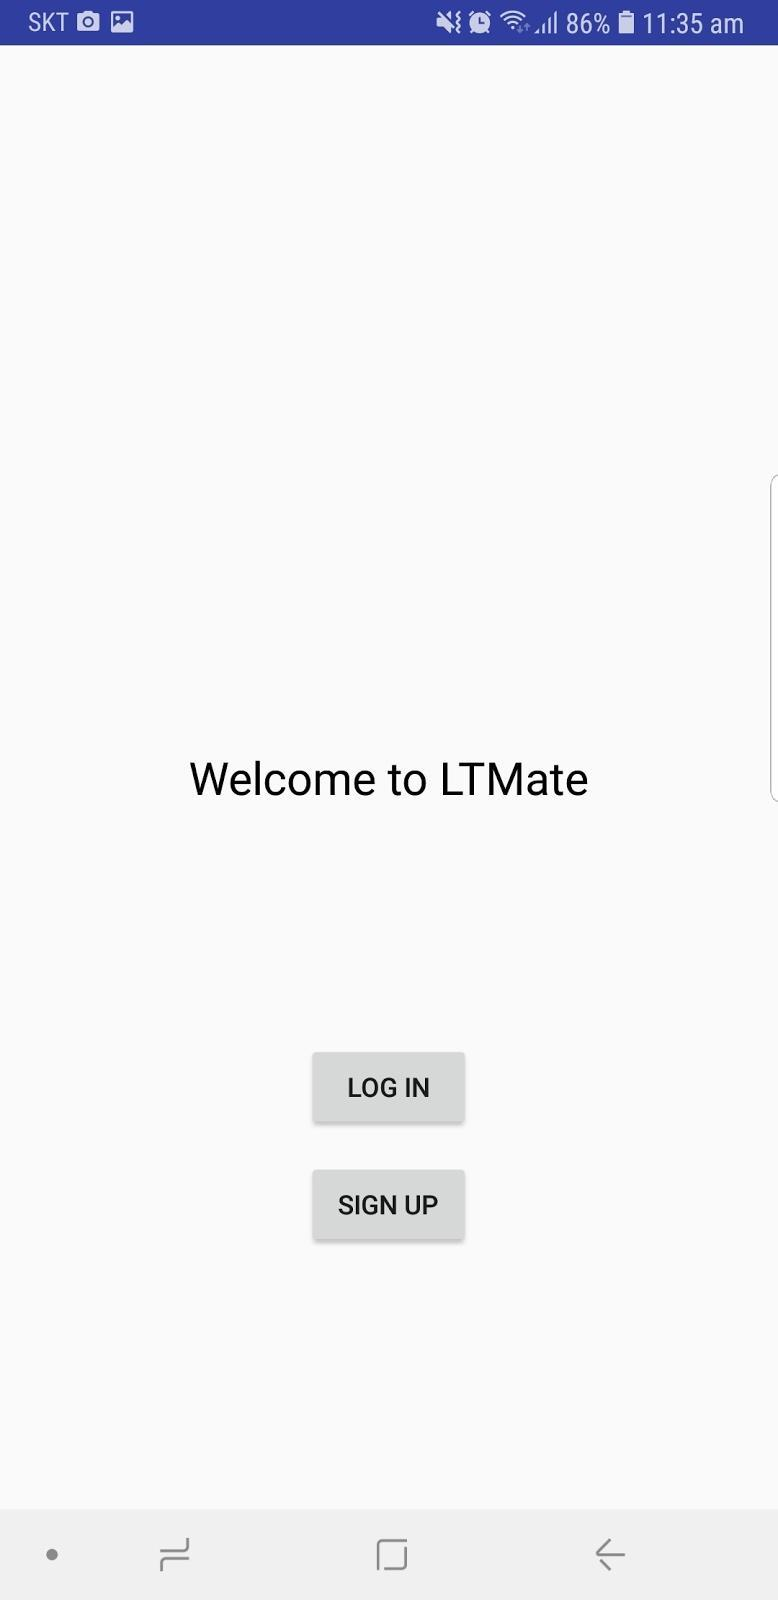 SKT 86% 11:35 am
Welcome to LTMate
LOG IN
SIGN UP